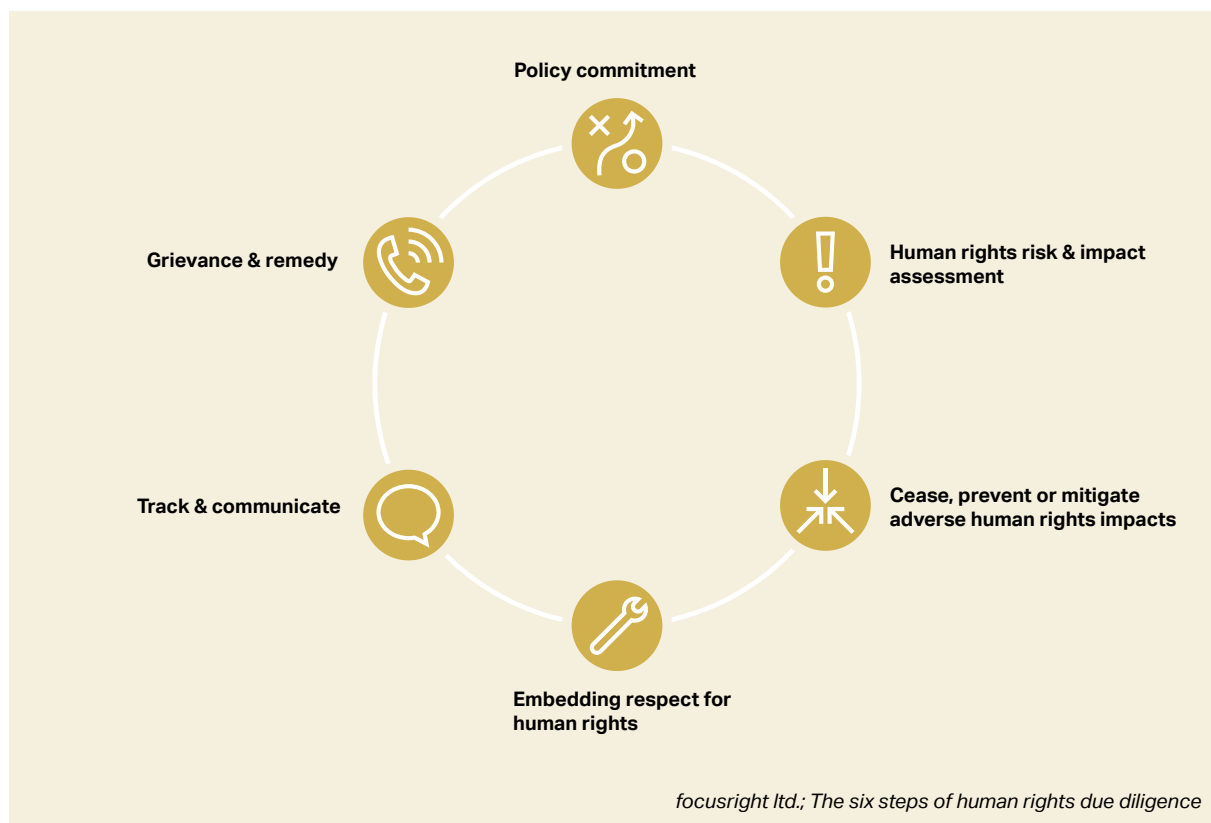 Policy commitment
Human rights risk & impact
assessment
Cease, prevent or mitigate
adverse human rights impacts
Embedding respect for
human rights
Track & communicate
Grievance & remedy
focusright ltd.; The six steps of human rights due diligence